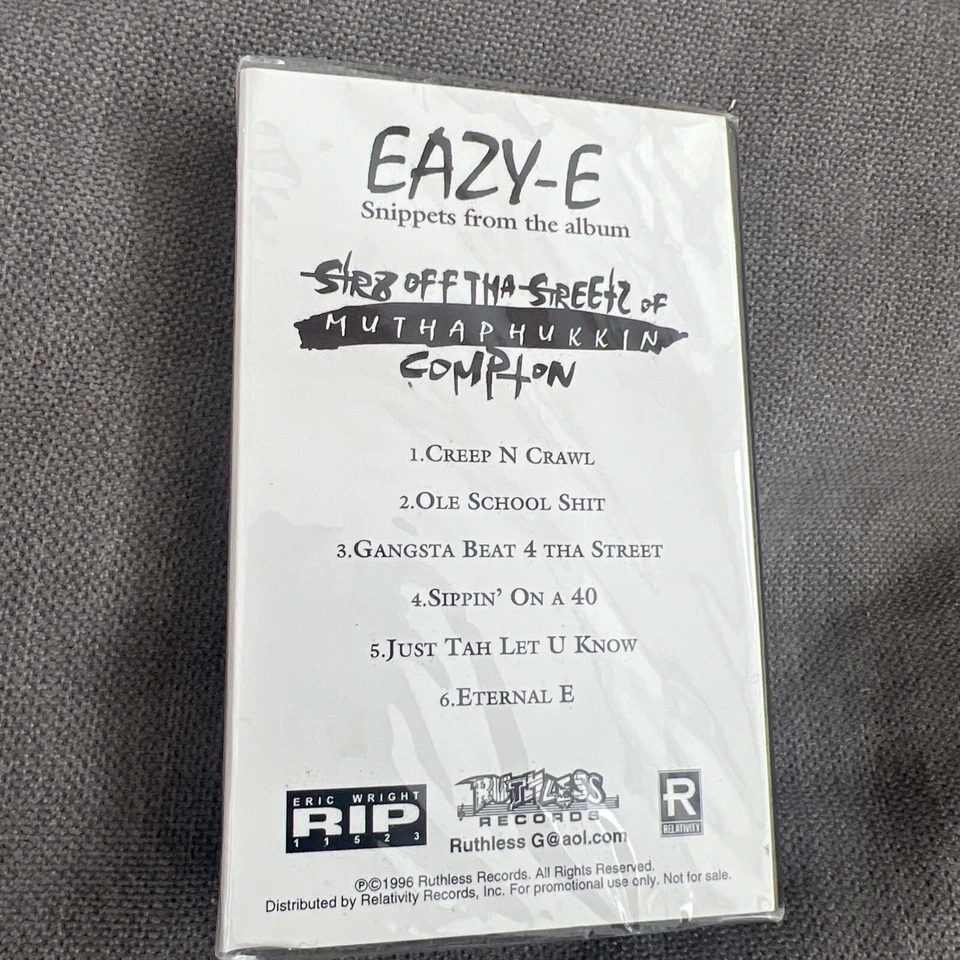 EAZY-E
Snippets from the album
STR8 OFF THA STREETZ OF
MUTHAPHUKKIN
COMPTON
1.CREEP N CRAWL
2.OLE SCHOOL SHIT
3.GANGSTA BEAT 4 THA STREET
4.SIPPIN' ON A 40
5.JUST TAH LET U KNOW
6.ETERNAL E
ERIC WRIGHT
RIP
11523
RUTHLESS
RECORDS
Ruthless G@aol.com
R
RELATIVITY
℗©1996 Ruthless Records. All Rights Reserved.
Distributed by Relativity Records, Inc. For promotional use only. Not for sale.